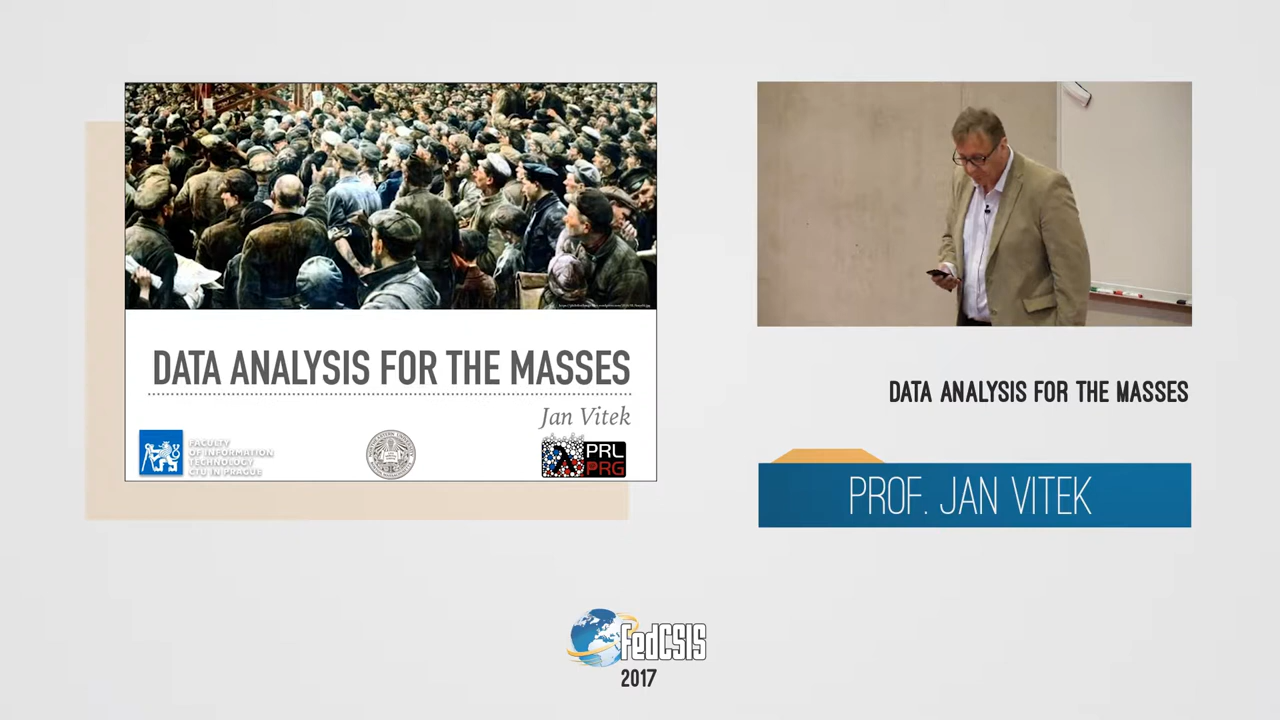 DATA ANALYSIS FOR THE MASSES
Jan Vitek
FACULTY
OF INFORMATION
TECHNOLOGY
CTU IN PRAGUE
PRL
PRG
DATA ANALYSIS FOR THE MASSES
PROF. JAN VITEK
FedCSIS
2017